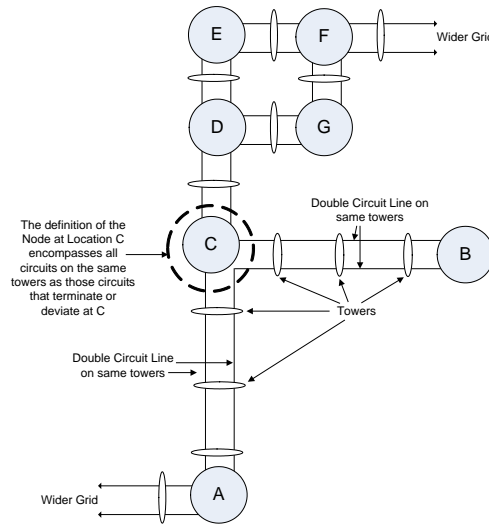 E
F
Wider Grid
D
G
Double Circuit Line on
same towers
The definition of the
Node at Location C
encompasses all
circuits on the same
towers as those circuits
that terminate or
deviate at C
C
B
Towers
Double Circuit Line
on same towers
Wider Grid
A